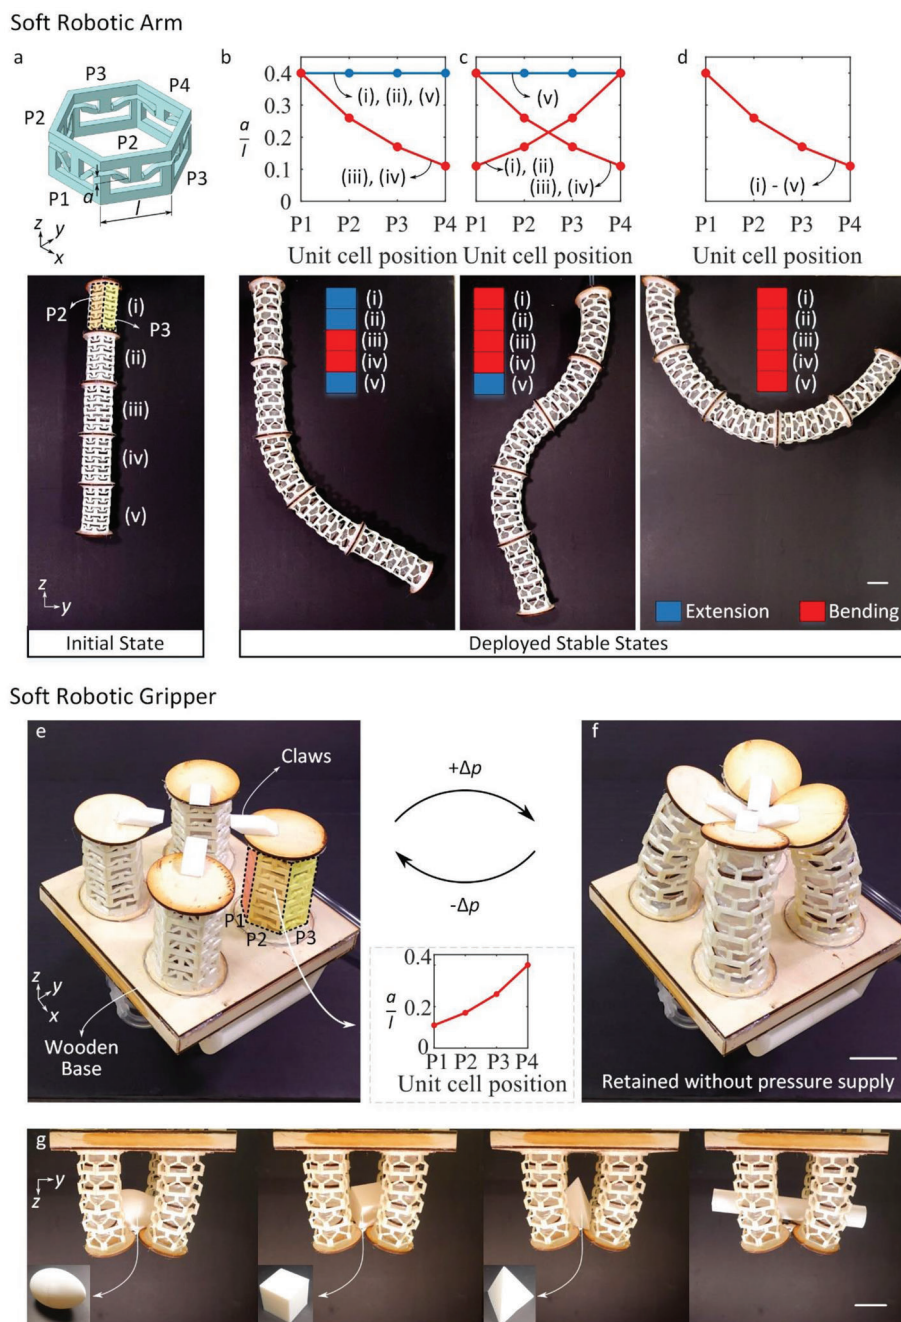 Soft Robotic Arm
a
P3
P4
P2
P2
P3
P1
a
l
z
y
x
b
0.4
0.3
a
l
0.2
0.1
0
(i), (ii), (v)
(iii), (iv)
P1 P2 P3 P4
Unit cell position
c
(v)
(i), (ii)
(iii), (iv)
P1 P2 P3 P4
Unit cell position
d
(i) - (v)
P1 P2 P3 P4
Unit cell position
P2
(i)
P3
(ii)
(iii)
(iv)
(v)
z
y
Initial State
(i)
(ii)
(iii)
(iv)
(v)
(i)
(ii)
(iii)
(iv)
(v)
(i)
(ii)
(iii)
(iv)
(v)
Extension
Bending
Deployed Stable States
Soft Robotic Gripper
e
Claws
P1
P2
P3
z
y
x
Wooden
Base
+Δp
-Δp
0.4
a
l
0.2
0
P1 P2 P3 P4
Unit cell position
f
Retained without pressure supply
g
y
z